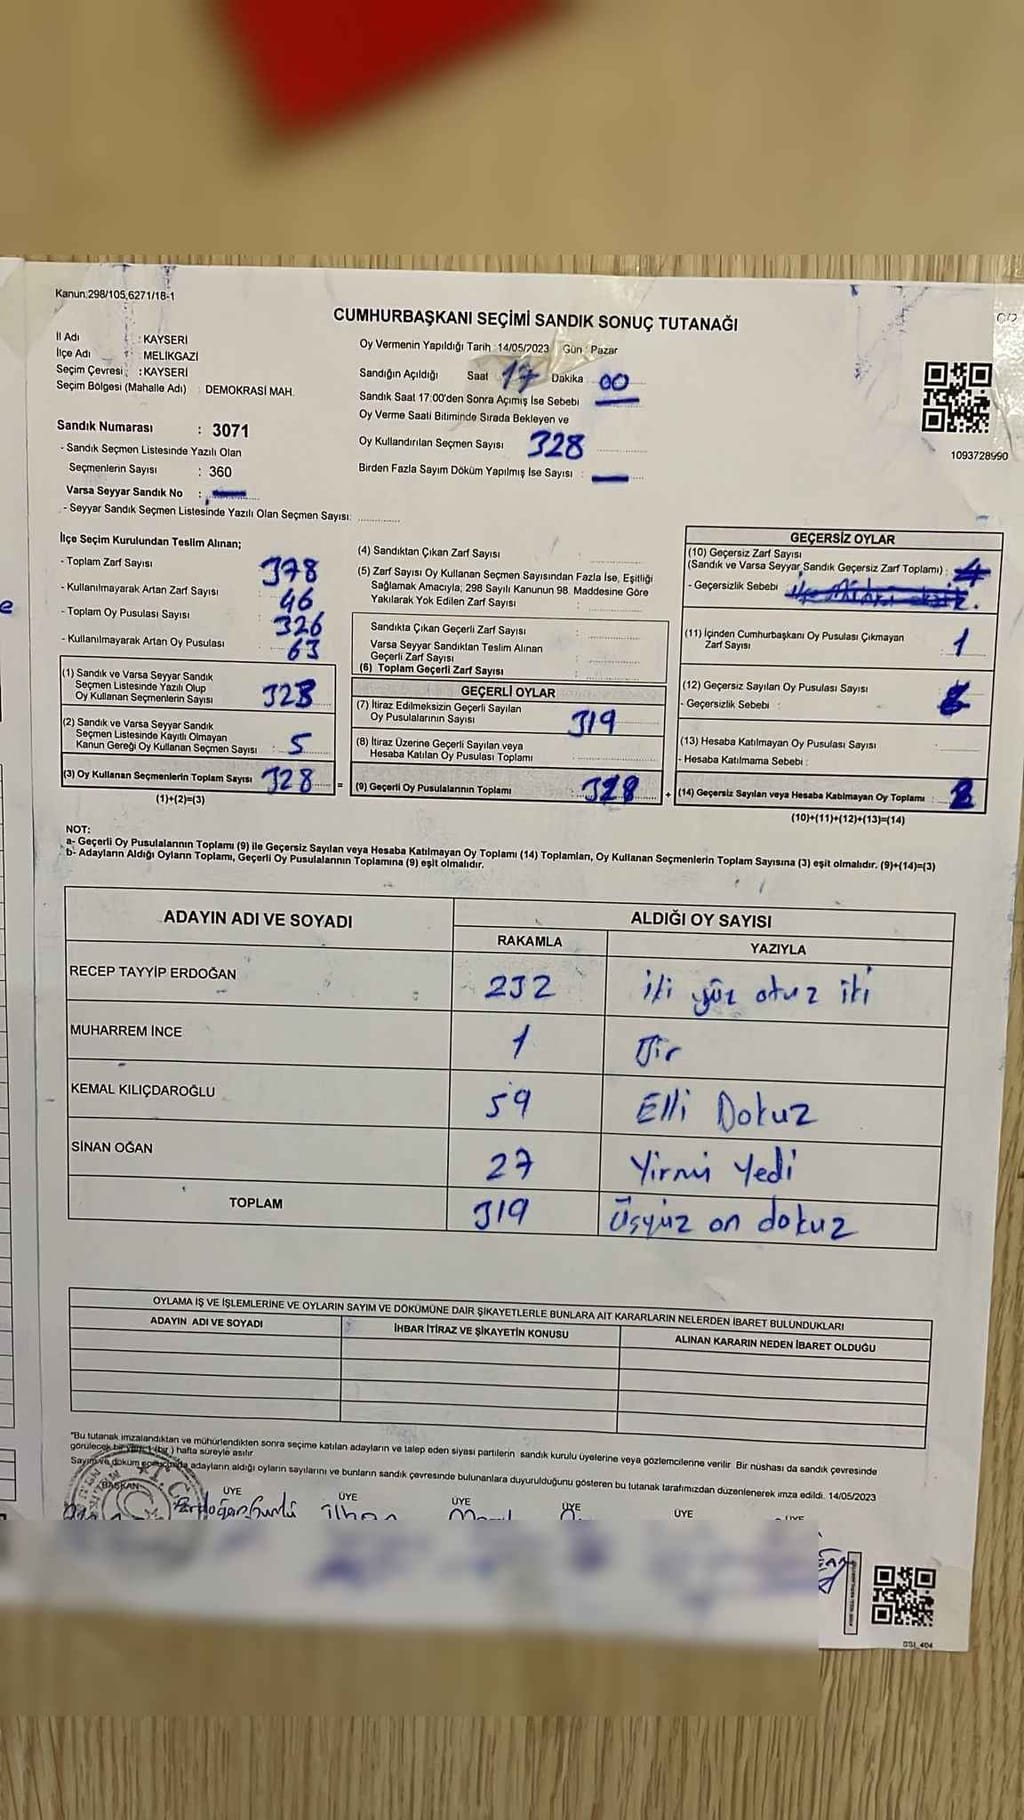 Kanun.298/105,6271/18-1
CUMHURBAŞKANI SEÇİMİ SANDIK SONUÇ TUTANAĞI
İl Adı : KAYSERİ
İlçe Adı : MELİKGAZİ
Seçim Çevresi : KAYSERİ
Seçim Bölgesi (Mahalle Adı) : DEMOKRASİ MAH.
Sandık Numarası : 3071
- Sandık Seçmen Listesinde Yazılı Olan
Seçmenlerin Sayısı : 360
Varsa Seyyar Sandık No :
- Seyyar Sandık Seçmen Listesinde Yazılı Olan Seçmen Sayısı:
Oy Vermenin Yapıldığı Tarih : 14/05/2023 Gün : Pazar
Sandığın Açıldığı Saat 17 Dakika 00
Sandık Saat 17:00'den Sonra Açımış İse Sebebi
Oy Verme Saati Bitiminde Sırada Bekleyen ve
Oy Kullandırılan Seçmen Sayısı 328
Birden Fazla Sayım Döküm Yapılmış İse Sayısı :
1093728990
İlçe Seçim Kurulundan Teslim Alınan;
- Toplam Zarf Sayısı 378
- Kullanılmayarak Artan Zarf Sayısı : 46
- Toplam Oy Pusulası Sayısı : 326
- Kullanılmayarak Artan Oy Pusulası 63
(1) Sandık ve Varsa Seyyar Sandık
Seçmen Listesinde Yazılı Olup
Oy Kullanan Seçmenlerin Sayısı 323
(2) Sandık ve Varsa Seyyar Sandık
Seçmen Listesinde Kayıtlı Olmayan
Kanun Gereği Oy Kullanan Seçmen Sayısı : 5
(3) Oy Kullanan Seçmenlerin Toplam Sayısı 328 =
(1)+(2)=(3)
(4) Sandıktan Çıkan Zarf Sayısı
(5) Zarf Sayısı Oy Kullanan Seçmen Sayısından Fazla İse, Eşitliği
Sağlamak Amacıyla, 298 Sayılı Kanunun 98. Maddesine Göre
Yakılarak Yok Edilen Zarf Sayısı :
Sandıkta Çıkan Geçerli Zarf Sayısı :
Varsa Seyyar Sandıktan Teslim Alınan
Geçerli Zarf Sayısı
(6) Toplam Geçerli Zarf Sayısı
GEÇERLİ OYLAR
(7) İtiraz Edilmeksizin Geçerli Sayılan
Oy Pusulalarının Sayısı 319
(8) İtiraz Üzerine Geçerli Sayılan veya
Hesaba Katılan Oy Pusulaları Toplamı
(9) Geçerli Oy Pusulalarının Toplamı +
GEÇERSİZ OYLAR
(10) Geçersiz Zarf Sayısı
(Sandık ve Varsa Seyyar Sandık Geçersiz Zarf Toplamı) :
- Geçersizlik Sebebi :
(11) İçinden Cumhurbaşkanı Oy Pusulası Çıkmayan
Zarf Sayısı 1
(12) Geçersiz Sayılan Oy Pusulası Sayısı
- Geçersizlik Sebebi :
(13) Hesaba Katılmayan Oy Pusulası Sayısı
- Hesaba Katılmama Sebebi :
(14) Geçersiz Sayılan veya Hesaba Katılmayan Oy Toplamı :
(10)+(11)+(12)+(13)=(14)
NOT:
a- Geçerli Oy Pusulalarının Toplamı (9) ile Geçersiz Sayılan veya Hesaba Katılmayan Oy Toplamı (14) Toplamları, Oy Kullanan Seçmenlerin Toplam Sayısına (3) eşit olmalıdır. (9)+(14)=(3)
b- Adayların Aldığı Oyların Toplamı, Geçerli Oy Pusulalarının Toplamına (9) eşit olmalıdır.
ADAYIN ADI VE SOYADI ALDIĞI OY SAYISI
RAKAMLA YAZIYLA
RECEP TAYYİP ERDOĞAN 232 iki yüz otuz iki
MUHARREM İNCE 1 Bir
KEMAL KILIÇDAROĞLU 59 Elli Dokuz
SİNAN OĞAN 27 Yirmi Yedi
TOPLAM 319 Üçyüz on dokuz
OYLAMA İŞ VE İŞLEMLERİNE VE OYLARIN SAYIM VE DÖKÜMÜNE DAİR ŞİKAYETLERLE BUNLARA AİT KARARLARIN NELERDEN İBARET BULUNDUKLARI
ADAYIN ADI VE SOYADI İHBAR İTİRAZ VE ŞİKAYETİN KONUSU ALINAN KARARIN NEDEN İBARET OLDUĞU
"Bu tutanak imzalandıktan ve mühürlendikten sonra seçime katılan adayların ve talep eden siyasi partilerin sandık kurulu üyelerine veya gözlemcilerine verilir Bir nüshası da sandık çevresinde
görülecek bir yere 1 (bir) hafta süreyle asılır
Sayım ve döküm sonucunda adayların aldığı oyların sayılarını ve bunların sandık çevresinde bulunanlara duyurulduğunu gösteren bu tutanak tarafımızdan düzenlenerek imza edildi. 14/05/2023
BAŞKAN ÜYE ÜYE ÜYE ÜYE ÜYE ÜYE